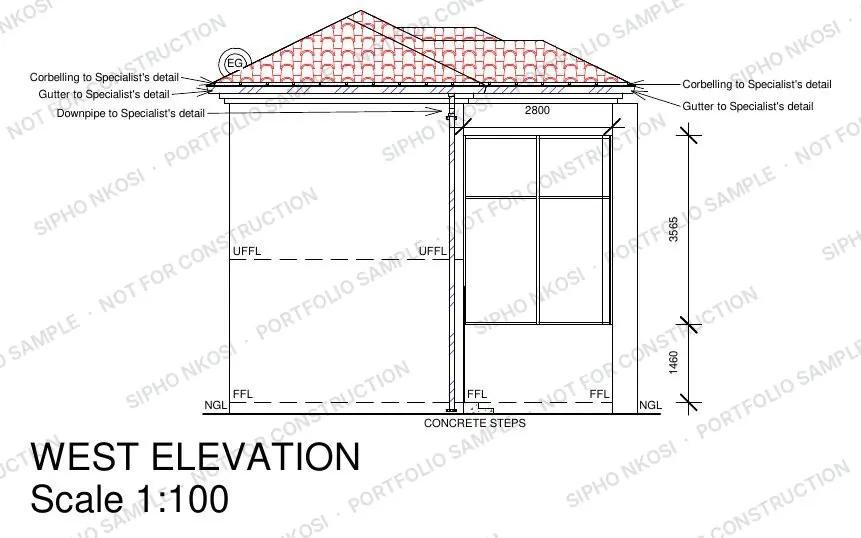 EG
Corbelling to Specialist's detail
Gutter to Specialist's detail
Downpipe to Specialist's detail
Corbelling to Specialist's detail
Gutter to Specialist's detail
2800
3565
UFFL
UFFL
1460
FFL
FFL
FFL
NGL
NGL
CONCRETE STEPS
WEST ELEVATION
Scale 1:100
SIPHO NKOSI · PORTFOLIO SAMPLE · NOT FOR CONSTRUCTION